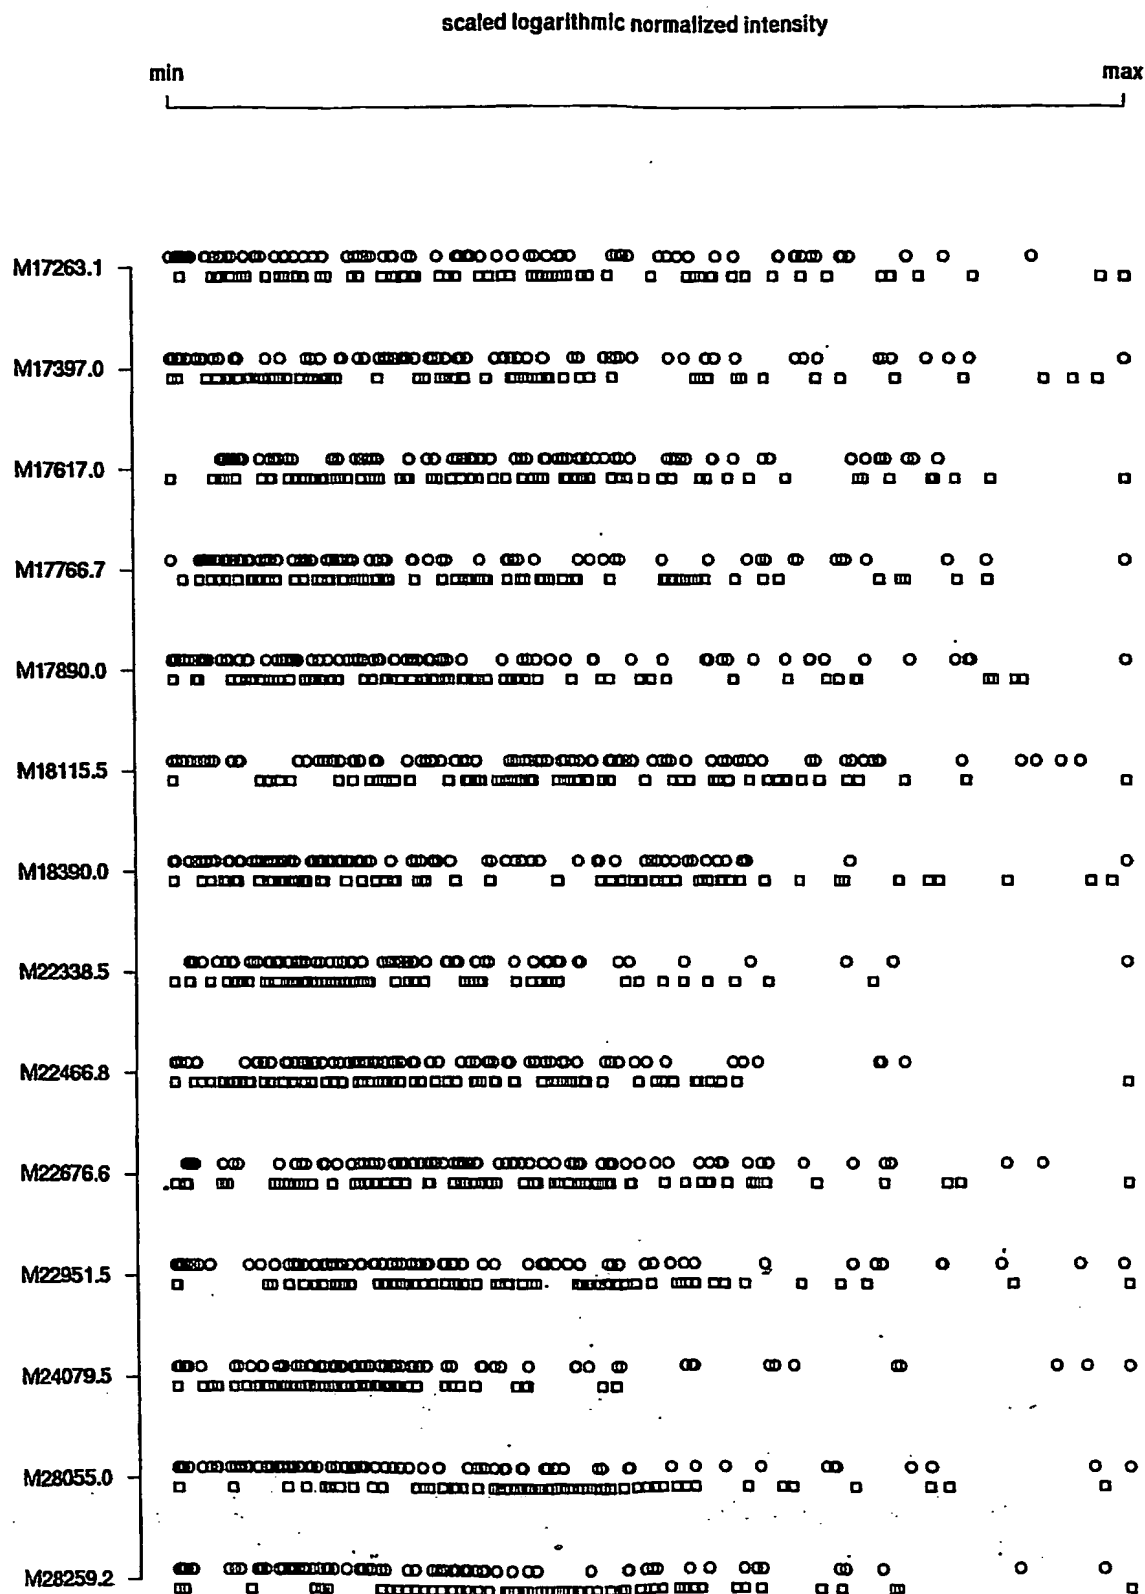 scaled logarithmic normalized intensity
min max
M17263.1
M17397.0
M17617.0
M17766.7
M17890.0
M18115.5
M18390.0
M22338.5
M22466.8
M22676.6
M22951.5
M24079.5
M28055.0
M28259.2